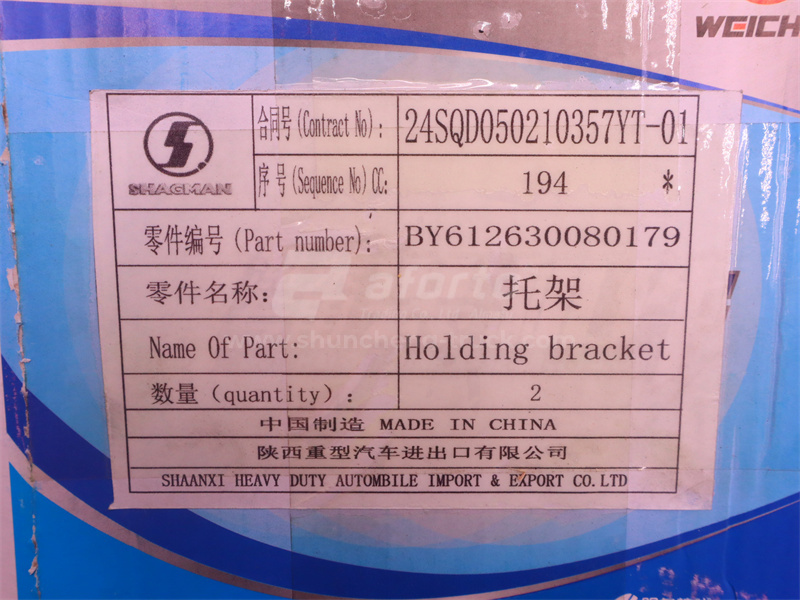 WEICH
SHACMAN
合同号(Contract No): 24SQD050210357YT-01
序号(Sequence No)CC: 194 *
零件编号(Part number): BY612630080179
零件名称: 托架
Name Of Part: Holding bracket
数量(quantity): 2
中国制造 MADE IN CHINA
陕西重型汽车进出口有限公司
SHAANXI HEAVY DUTY AUTOMBILE IMPORT & EXPORT CO.LTD